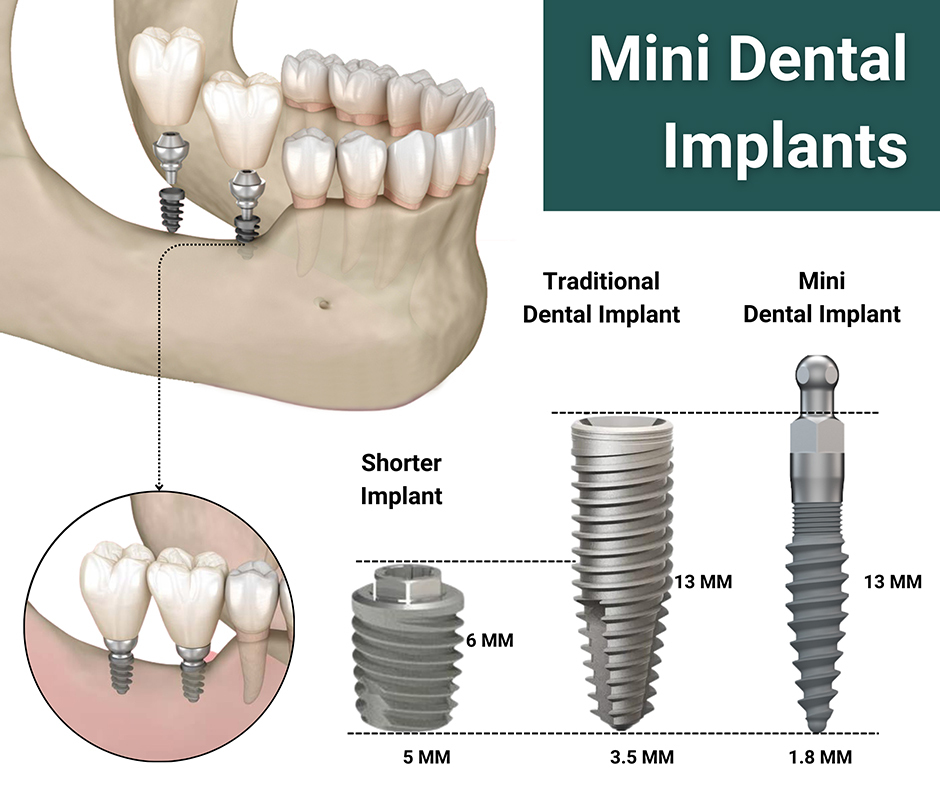 Mini Dental
Implants
Traditional
Dental Implant
Mini
Dental Implant
Shorter
Implant
13 MM
13 MM
6 MM
5 MM
3.5 MM
1.8 MM